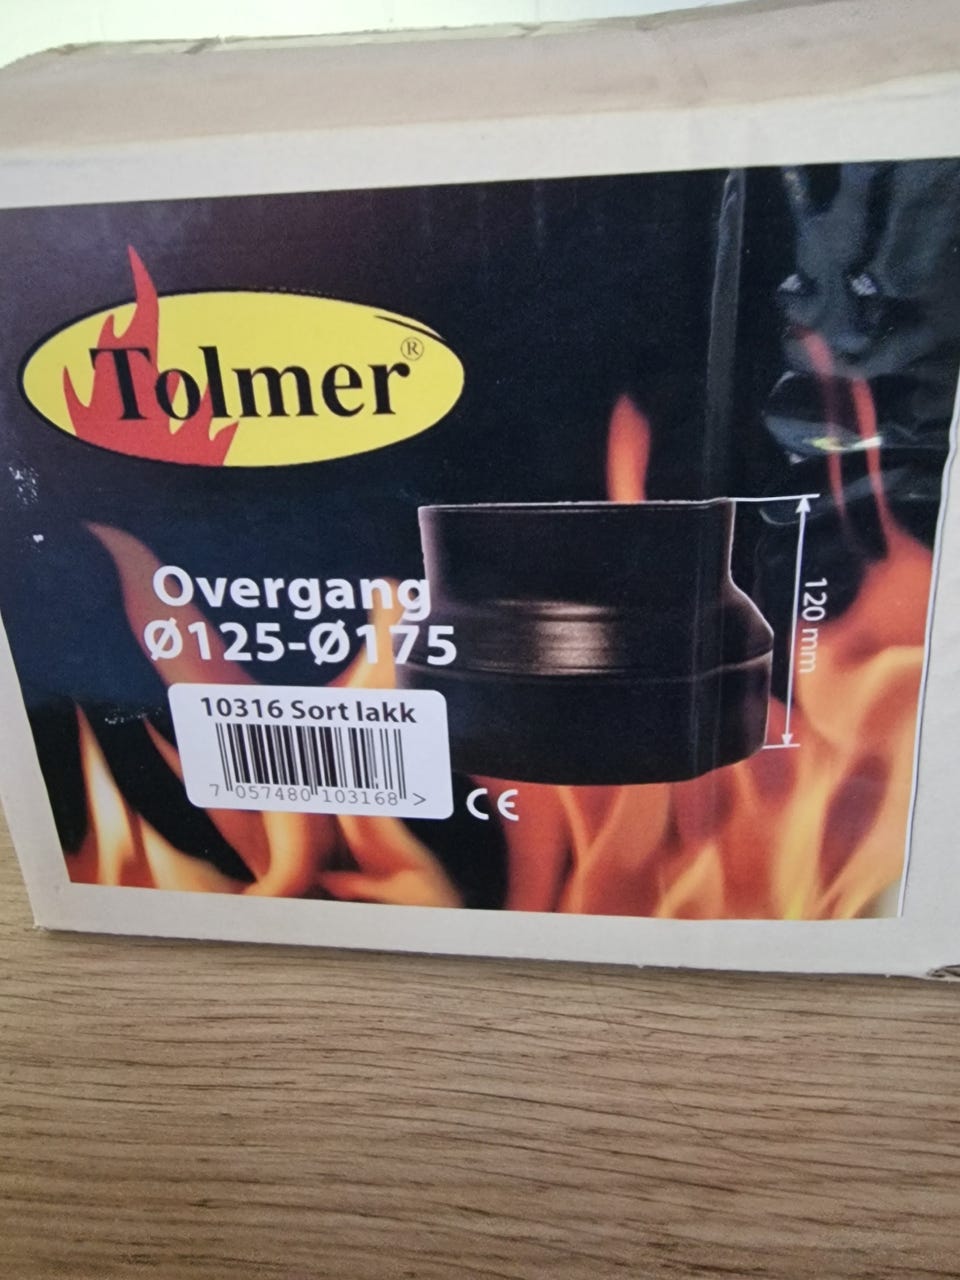 Tolmer®
Overgang
Ø125-Ø175
120 mm
10316 Sort lakk
7 057480 103168 >
CE